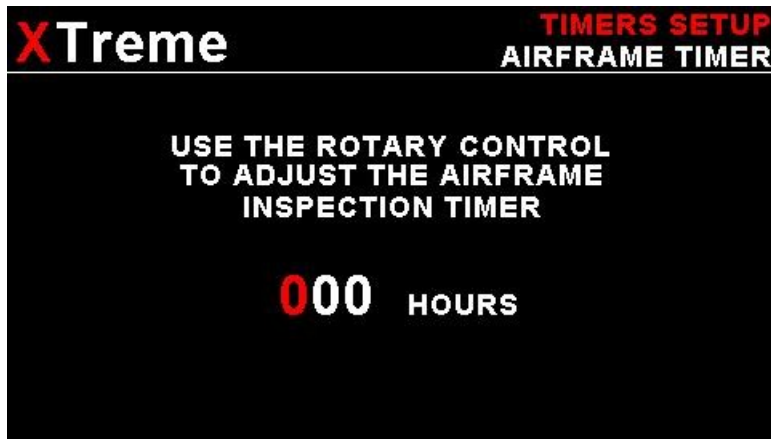 XTreme
TIMERS SETUP
AIRFRAME TIMER
USE THE ROTARY CONTROL
TO ADJUST THE AIRFRAME
INSPECTION TIMER
000 HOURS